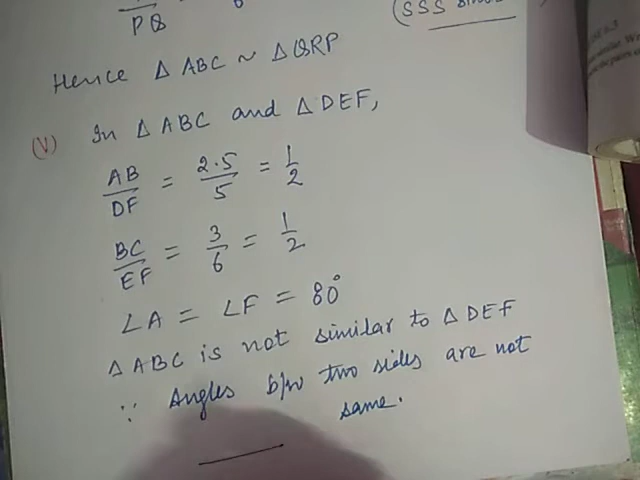 PQ
(SSS
Hence △ ABC ~ △ QRP
(V) In △ ABC and △ DEF,
AB/DF = 2.5/5 = 1/2
BC/EF = 3/6 = 1/2
∠A = ∠F = 80°
△ ABC is not similar to △ DEF
∵ Angles b/w two sides are not
same.